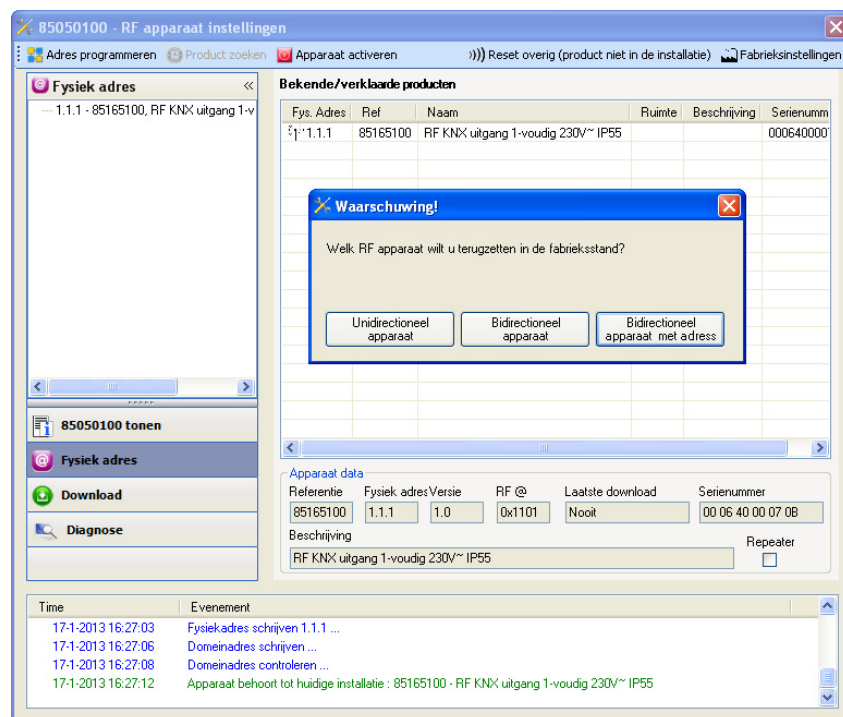 85050100 - RF apparaat instellingen
Adres programmeren Product zoeken Apparaat activeren ))) Reset overig (product niet in de installatie) Fabrieksinstellingen
Fysiek adres «
1.1.1 - 85165100, RF KNX uitgang 1-v
Bekende/verklaarde producten
Fys. Adres Ref Naam Ruimte Beschrijving Serienumm
1.1.1 85165100 RF KNX uitgang 1-voudig 230V~ IP55 000640000
Waarschuwing!
Welk RF apparaat wilt u terugzetten in de fabrieksstand?
Unidirectioneel apparaat
Bidirectioneel apparaat
Bidirectioneel apparaat met adress
85050100 tonen
Fysiek adres
Download
Diagnose
Apparaat data
Referentie Fysiek adres Versie RF @ Laatste download Serienummer
85165100 1.1.1 1.0 0x1101 Nooit 00 06 40 00 07 0B
Beschrijving
Repeater
RF KNX uitgang 1-voudig 230V~ IP55
Time Evenement
17-1-2013 16:27:03 Fysiekadres schrijven 1.1.1 ...
17-1-2013 16:27:06 Domeinadres schrijven ...
17-1-2013 16:27:08 Domeinadres controleren ...
17-1-2013 16:27:12 Apparaat behoort tot huidige installatie : 85165100 - RF KNX uitgang 1-voudig 230V~ IP55